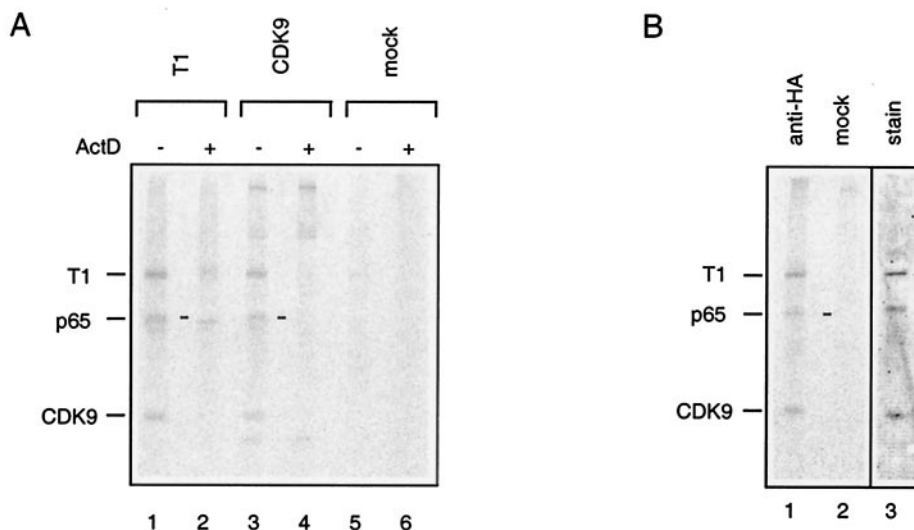 A
T1 CDK9 mock
ActD - + - + - +
T1
p65
CDK9
1 2 3 4 5 6
B
anti-HA mock stain
T1
p65
CDK9
1 2 3